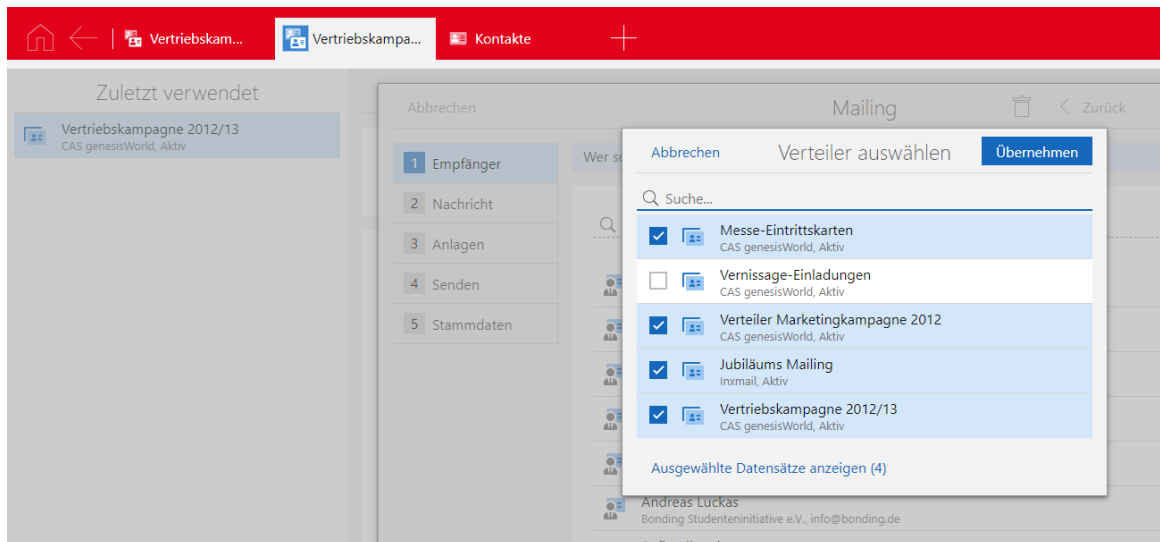 Vertriebskam...
Vertriebskampa...
Kontakte
Zuletzt verwendet
Vertriebskampagne 2012/13
CAS genesisWorld, Aktiv
Abbrechen
Mailing
Zurück
1 Empfänger
2 Nachricht
3 Anlagen
4 Senden
5 Stammdaten
Wer
Abbrechen
Verteiler auswählen
Übernehmen
Suche...
Messe-Eintrittskarten
CAS genesisWorld, Aktiv
Vernissage-Einladungen
CAS genesisWorld, Aktiv
Verteiler Marketingkampagne 2012
CAS genesisWorld, Aktiv
Jubiläums Mailing
Inxmail, Aktiv
Vertriebskampagne 2012/13
CAS genesisWorld, Aktiv
Ausgewählte Datensätze anzeigen (4)
Andreas Luckas
Bonding Studenteninitiative e.V., info@bonding.de